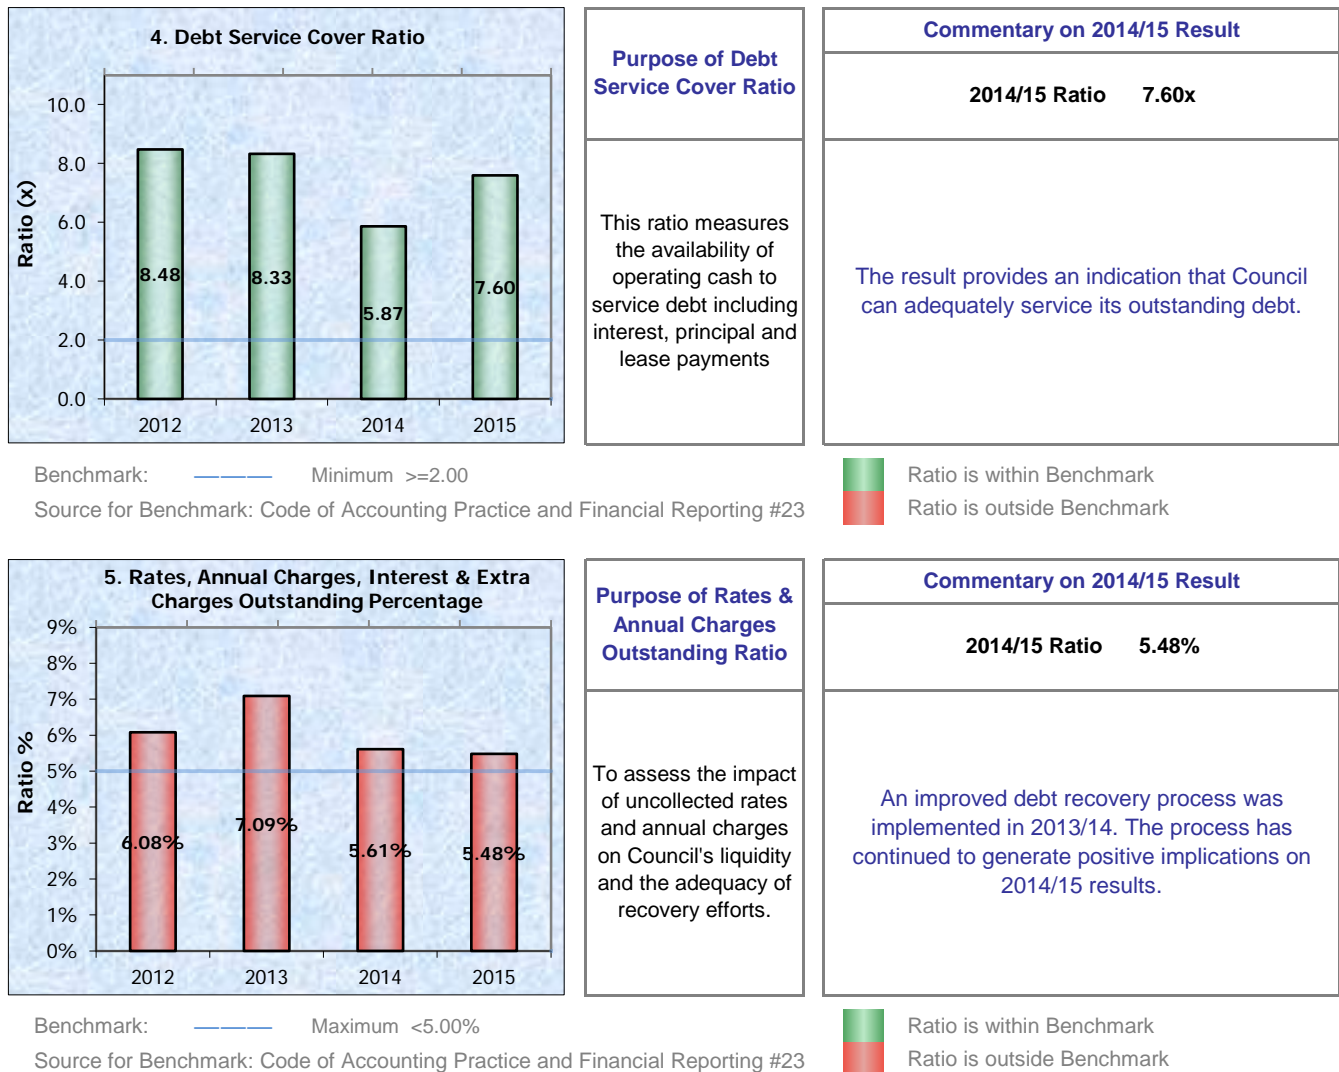 4. Debt Service Cover Ratio
Ratio (x)
10.0
8.0
6.0
4.0
2.0
0.0
8.48
8.33
5.87
7.60
2012
2013
2014
2015
Purpose of Debt
Service Cover Ratio
This ratio measures
the availability of
operating cash to
service debt including
interest, principal and
lease payments
Commentary on 2014/15 Result
2014/15 Ratio 7.60x
The result provides an indication that Council
can adequately service its outstanding debt.
Benchmark: Minimum >=2.00
Source for Benchmark: Code of Accounting Practice and Financial Reporting #23
Ratio is within Benchmark
Ratio is outside Benchmark
5. Rates, Annual Charges, Interest & Extra
Charges Outstanding Percentage
Ratio %
9%
8%
7%
6%
5%
4%
3%
2%
1%
0%
6.08%
7.09%
5.61%
5.48%
2012
2013
2014
2015
Purpose of Rates &
Annual Charges
Outstanding Ratio
To assess the impact
of uncollected rates
and annual charges
on Council's liquidity
and the adequacy of
recovery efforts.
Commentary on 2014/15 Result
2014/15 Ratio 5.48%
An improved debt recovery process was
implemented in 2013/14. The process has
continued to generate positive implications on
2014/15 results.
Benchmark: Maximum <5.00%
Source for Benchmark: Code of Accounting Practice and Financial Reporting #23
Ratio is within Benchmark
Ratio is outside Benchmark